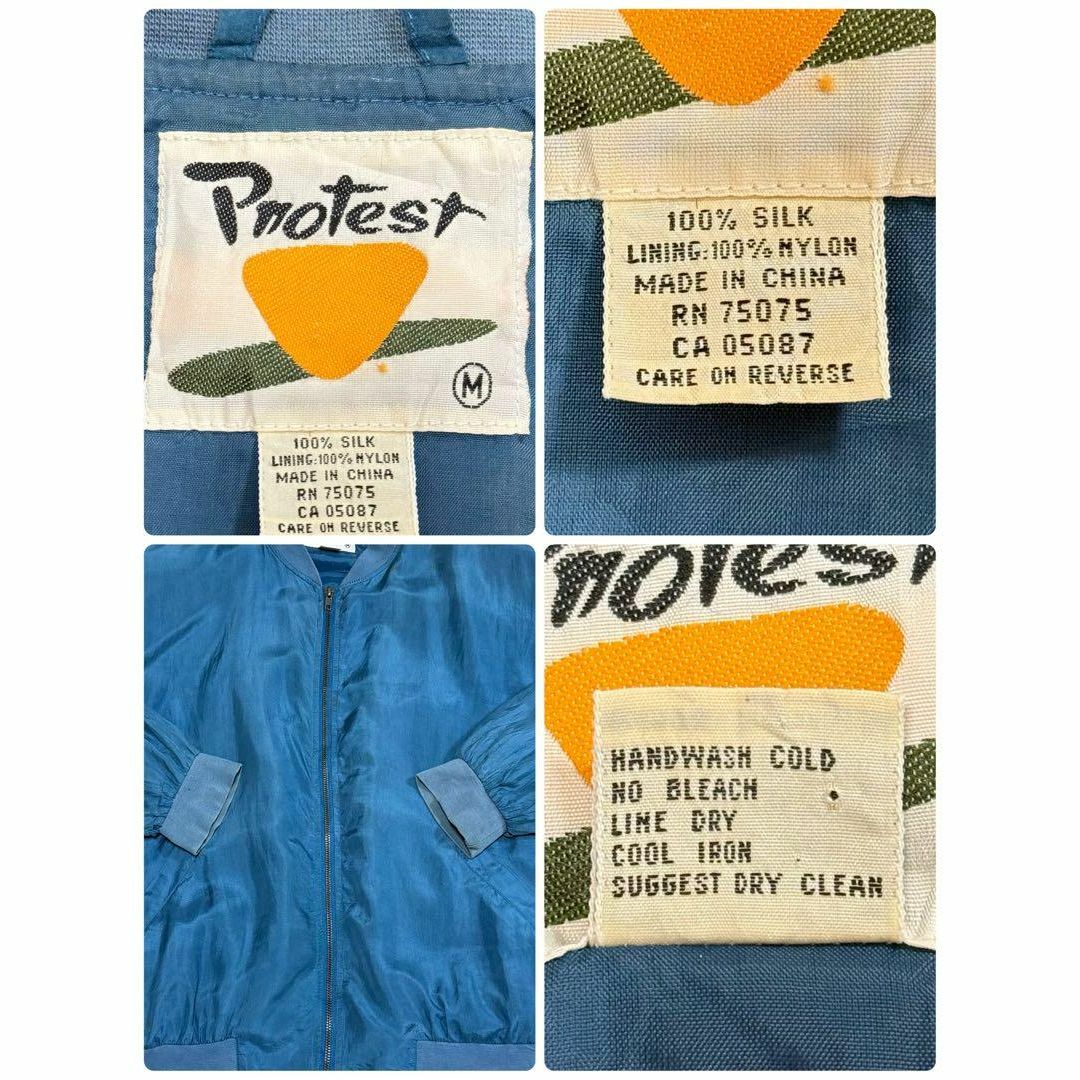 Protest
M
100% SILK
LINING:100% NYLON
MADE IN CHINA
RN 75075
CA 05087
CARE ON REVERSE
100% SILK
LINING:100% NYLON
MADE IN CHINA
RN 75075
CA 05087
CARE ON REVERSE
Protest
HANDWASH COLD
NO BLEACH
LINE DRY
COOL IRON
SUGGEST DRY CLEAN